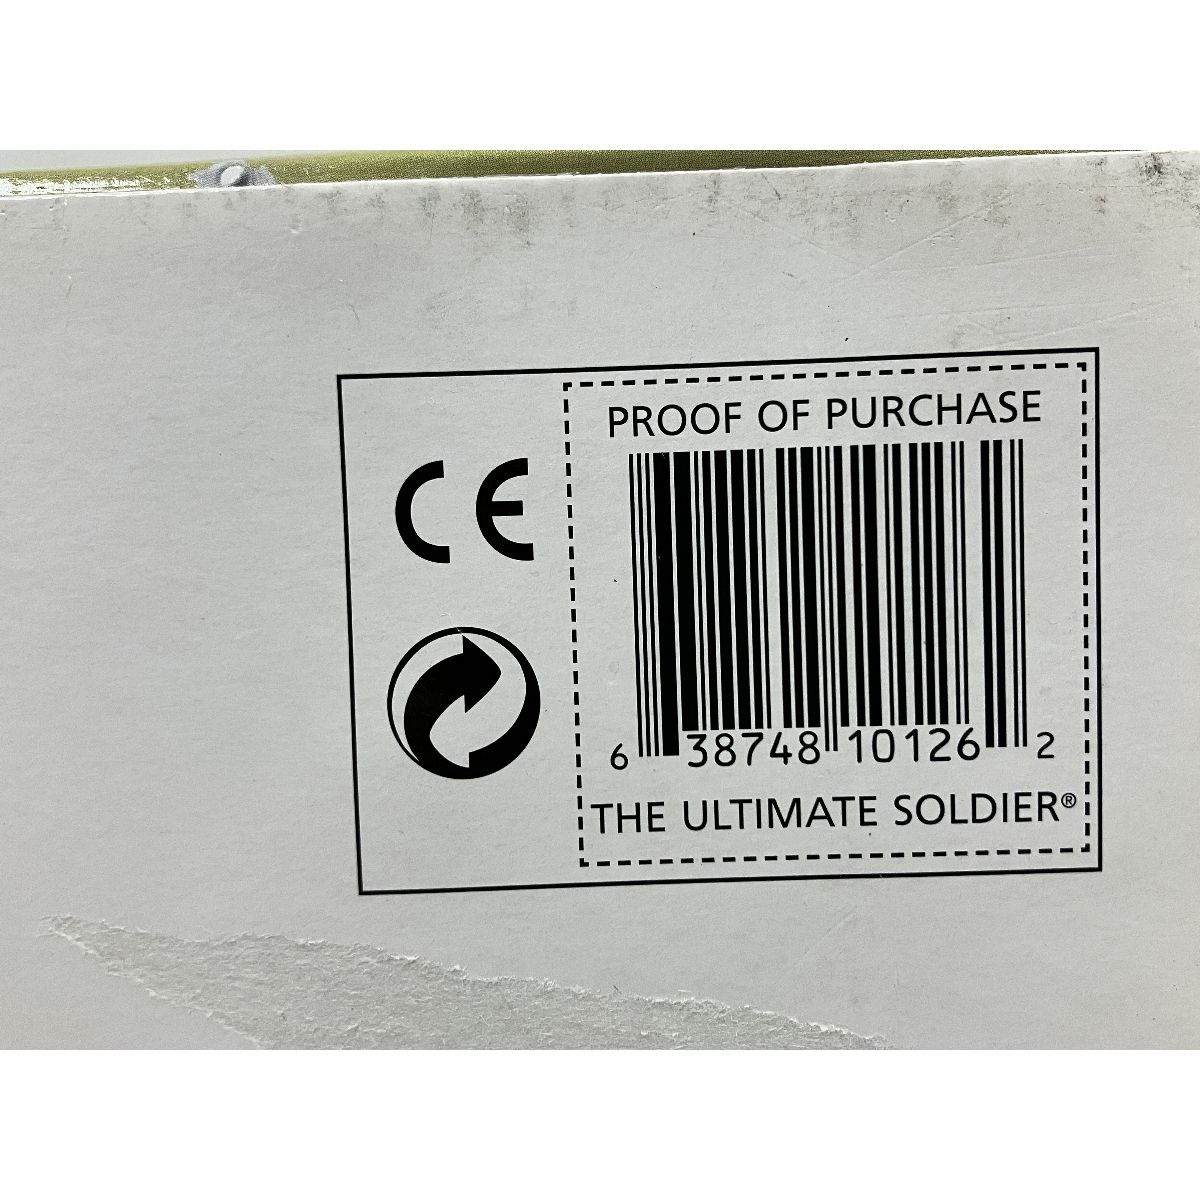 PROOF OF PURCHASE
CE
6 38748 10126 2
THE ULTIMATE SOLDIER®